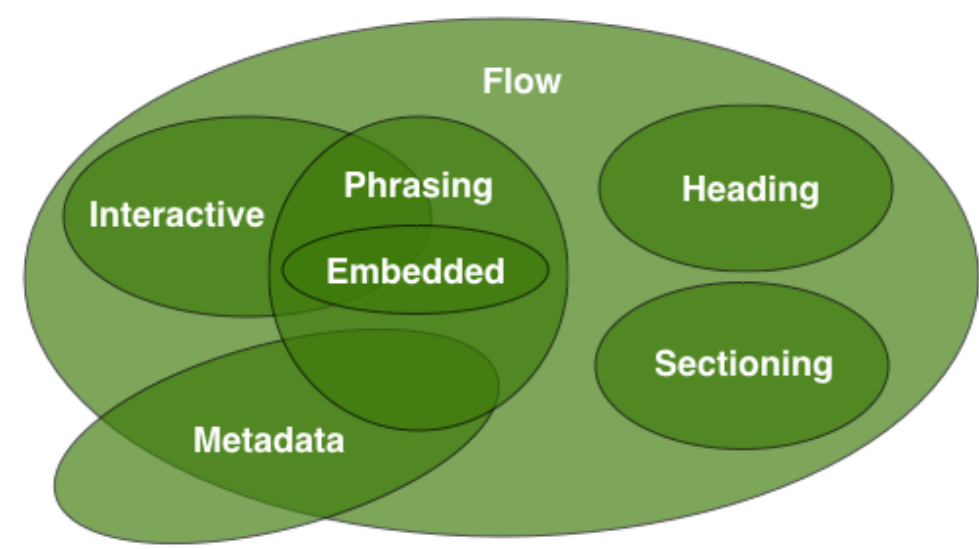 Flow
Phrasing
Heading
Interactive
Embedded
Sectioning
Metadata